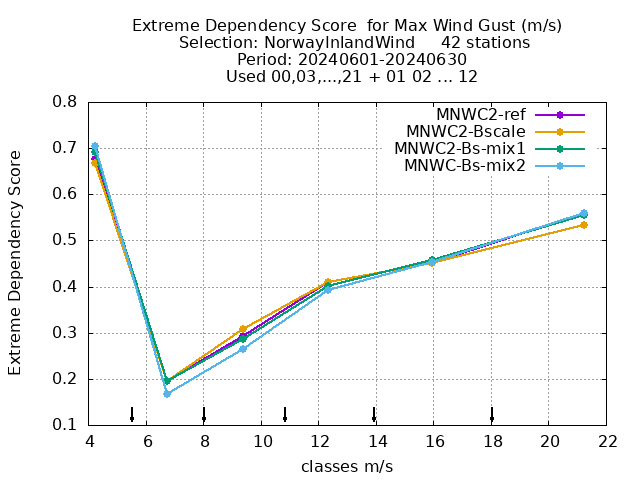 Extreme Dependency Score  for Max Wind Gust (m/s)
Selection: NorwayInlandWind     42 stations
Period: 20240601-20240630
Used 00,03,...,21 + 01 02 ... 12
MNWC2-ref
MNWC2-Bscale
MNWC2-Bs-mix1
MNWC-Bs-mix2
Extreme Dependency Score
0.8
0.7
0.6
0.5
0.4
0.3
0.2
0.1
4 6 8 10 12 14 16 18 20 22
classes m/s